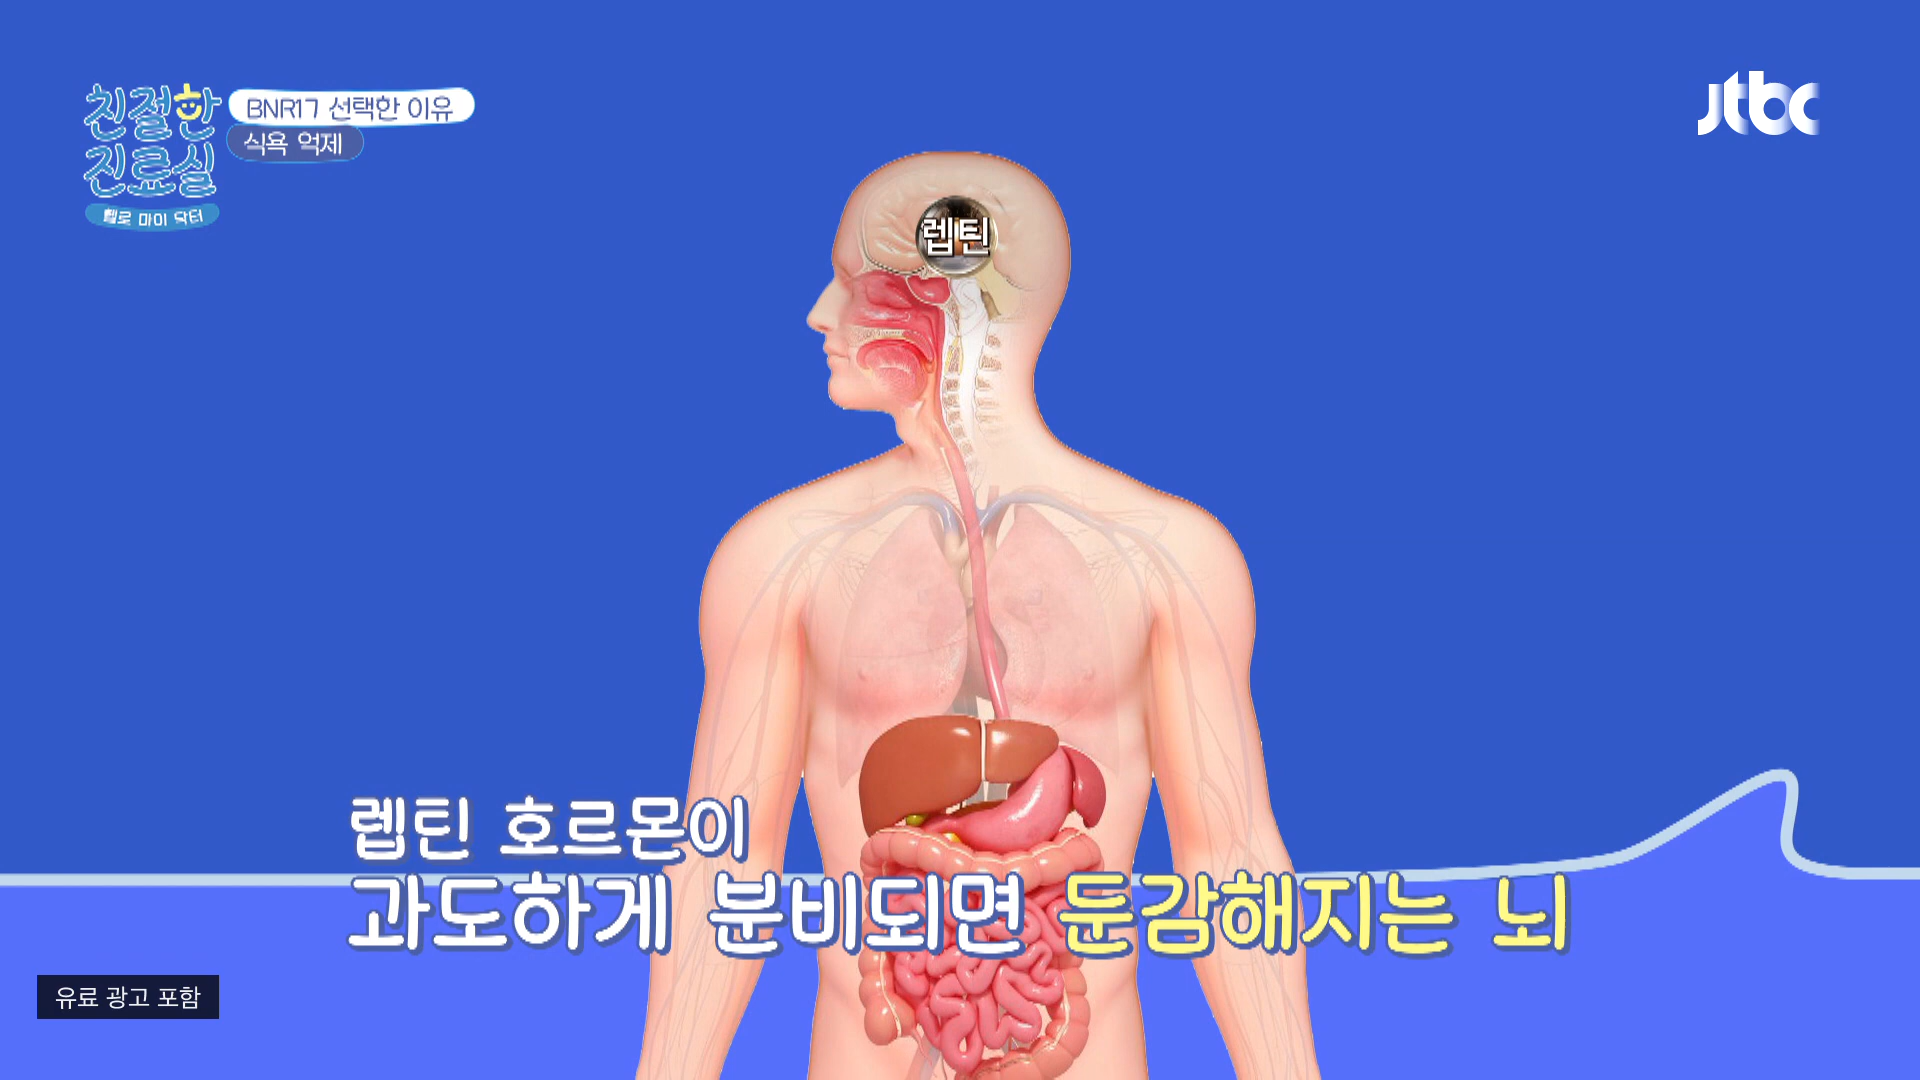 친절한
진료실
헬로 마이 닥터
BNR17 선택한 이유
식욕 억제
jtbc
렙틴
렙틴 호르몬이
과도하게 분비되면 둔감해지는 뇌
유료 광고 포함